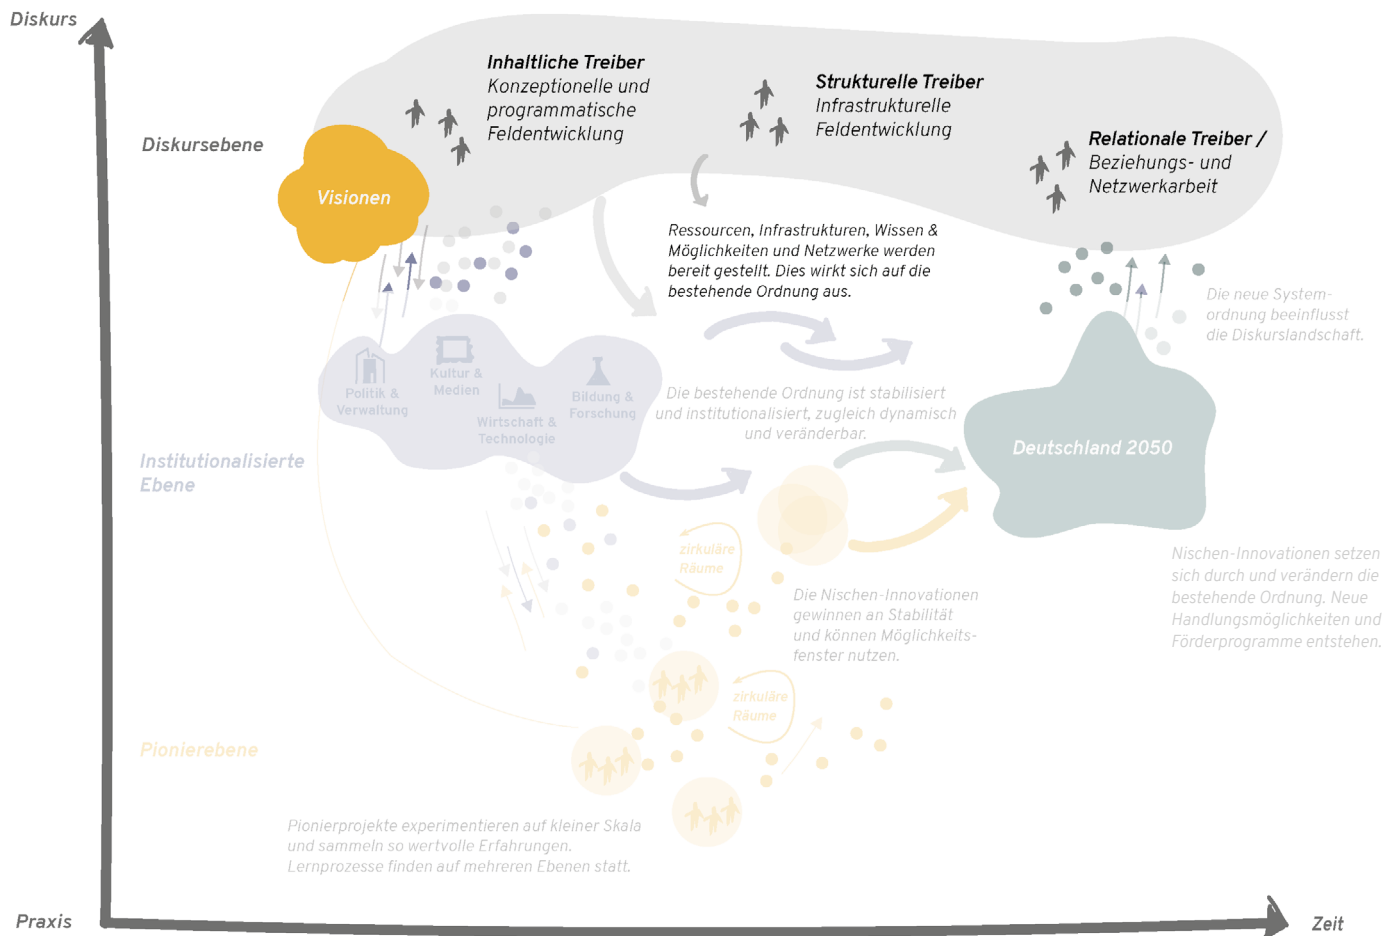 Diskurs
Inhaltliche Treiber
Konzeptionelle und
programmatische
Feldentwicklung
Strukturelle Treiber
Infrastrukturelle
Feldentwicklung
Relationale Treiber /
Beziehungs- und
Netzwerkarbeit
Diskursebene
Visionen
Ressourcen, Infrastrukturen, Wissen &
Möglichkeiten und Netzwerke werden
bereit gestellt. Dies wirkt sich auf die
bestehende Ordnung aus.
Die neue System-
ordnung beeinflusst
die Diskurslandschaft.
Politik &
Verwaltung
Kultur &
Medien
Wirtschaft &
Technologie
Bildung &
Forschung
Die bestehende Ordnung ist stabilisiert
und institutionalisiert, zugleich dynamisch
und veränderbar.
Institutionalisierte
Ebene
Deutschland 2050
zirkuläre
Räume
Die Nischen-Innovationen
gewinnen an Stabilität
und können Möglichkeits-
fenster nutzen.
Nischen-Innovationen setzen
sich durch und verändern die
bestehende Ordnung. Neue
Handlungsmöglichkeiten und
Förderprogramme entstehen.
zirkuläre
Räume
Pionierebene
Pionierprojekte experimentieren auf kleiner Skala
und sammeln so wertvolle Erfahrungen.
Lernprozesse finden auf mehreren Ebenen statt.
Praxis
Zeit